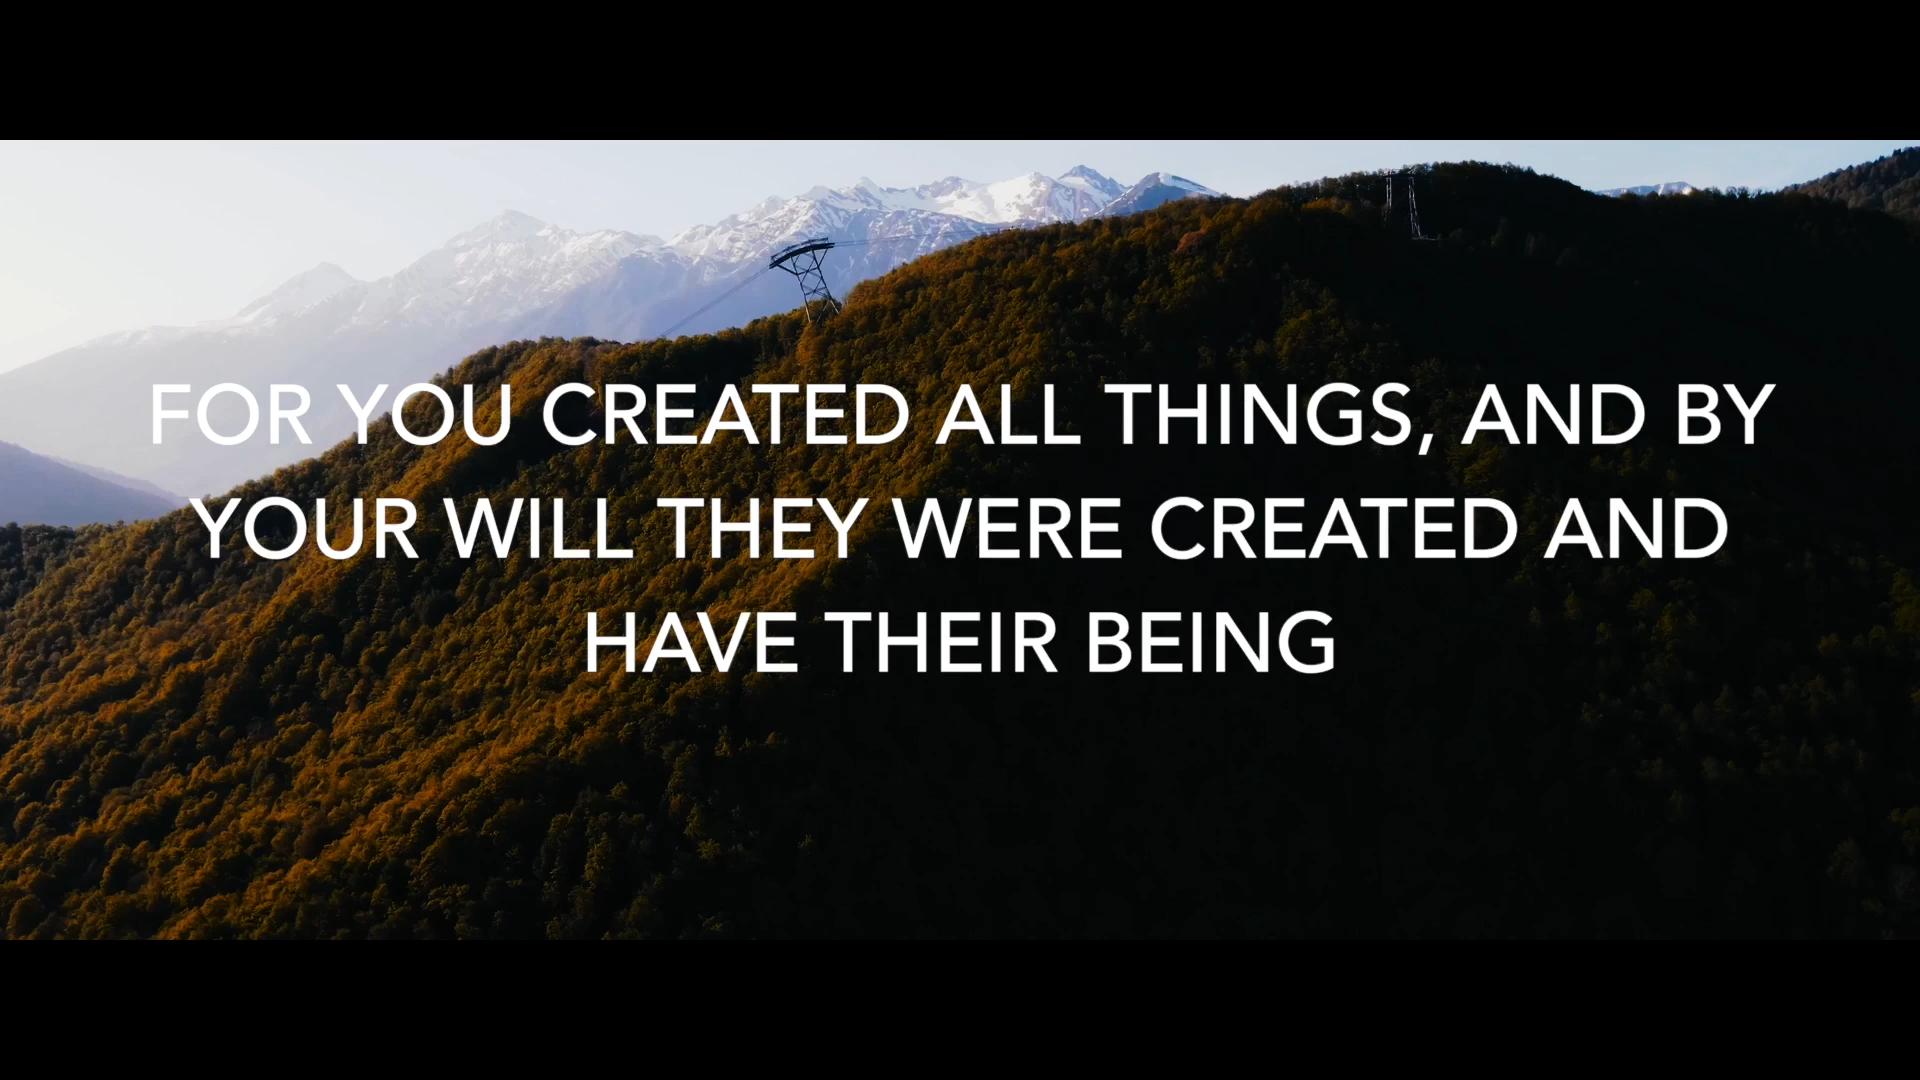 FOR YOU CREATED ALL THINGS, AND BY
YOUR WILL THEY WERE CREATED AND
HAVE THEIR BEING